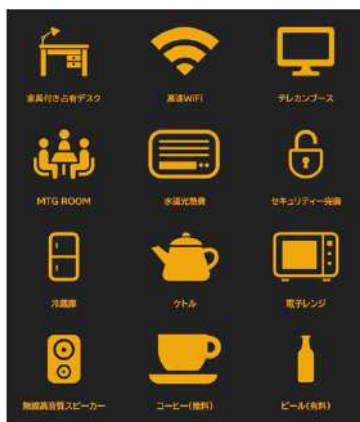 家具付き占有デスク
高速WiFi
テレカンブース
MTG ROOM
水道光熱費
セキュリティー完備
冷蔵庫
ケトル
電子レンジ
無線高音質スピーカー
コーヒー(無料)
ビール(有料)